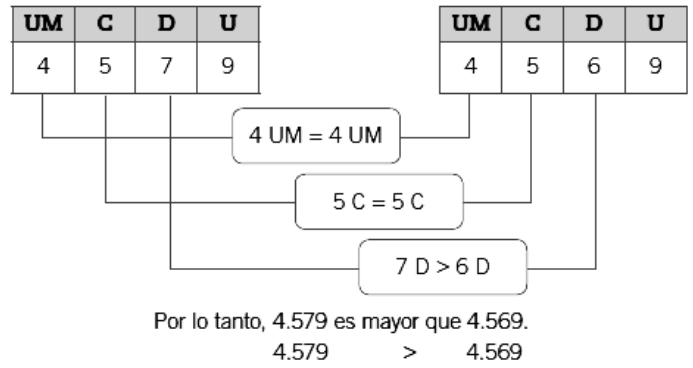 UM C D U UM C D U
4 5 7 9 4 5 6 9
4 UM = 4 UM
5 C = 5 C
7 D > 6 D
Por lo tanto, 4.579 es mayor que 4.569.
4.579 > 4.569